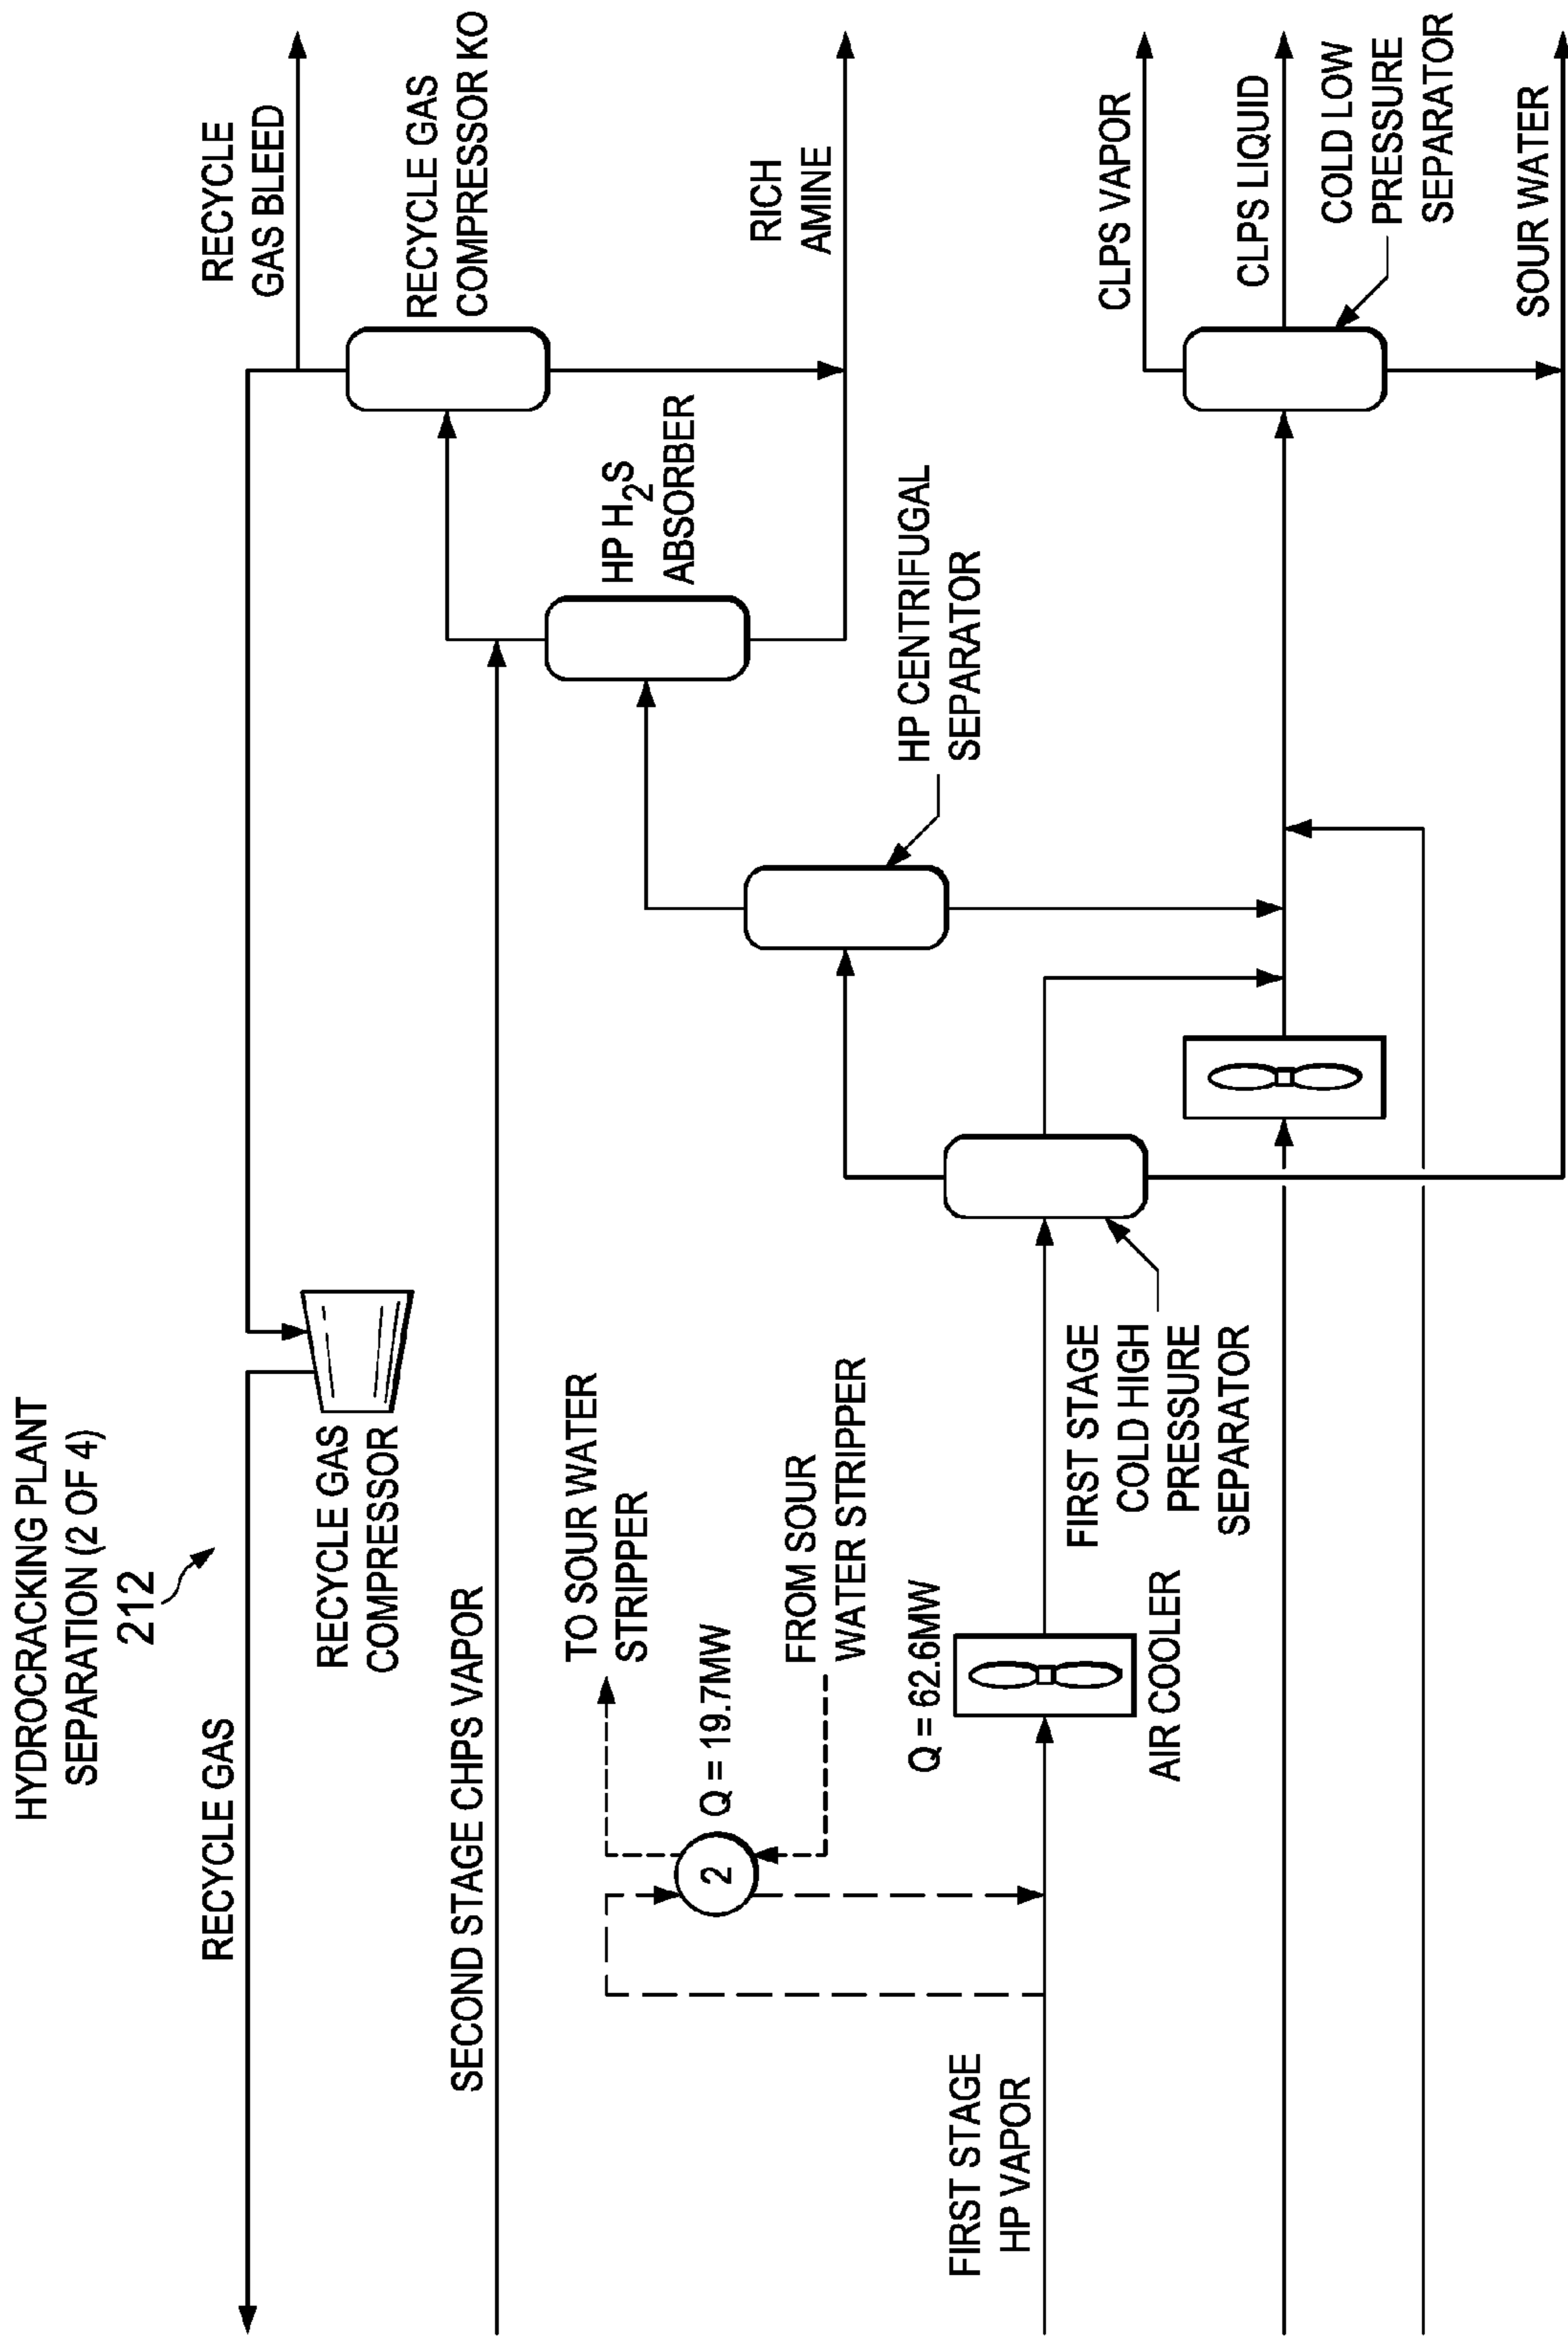 HYDROCRACKING PLANT
SEPARATION (2 OF 4)
212
RECYCLE GAS
RECYCLE GAS
COMPRESSOR
RECYCLE
GAS BLEED
RECYCLE GAS
COMPRESSOR KO
SECOND STAGE CHPS VAPOR
HP H2S
ABSORBER
RICH
AMINE
TO SOUR WATER
STRIPPER
2
Q = 19.7MW
FROM SOUR
WATER STRIPPER
HP CENTRIFUGAL
SEPARATOR
FIRST STAGE
HP VAPOR
Q = 62.6MW
AIR COOLER
FIRST STAGE
COLD HIGH
PRESSURE
SEPARATOR
CLPS VAPOR
CLPS LIQUID
COLD LOW
PRESSURE
SEPARATOR
SOUR WATER